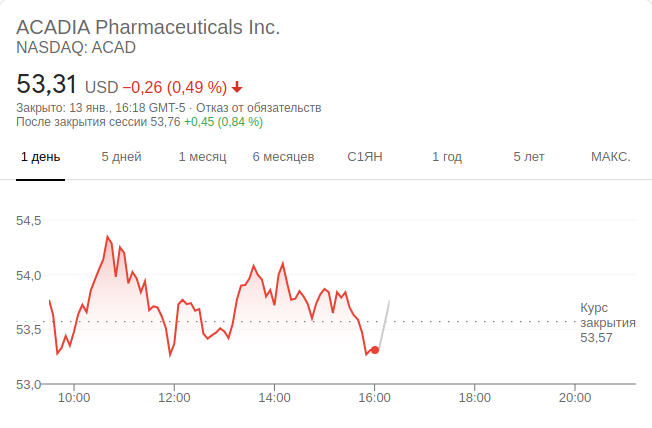 ACADIA Pharmaceuticals Inc.
NASDAQ: ACAD
53,31 USD −0,26 (0,49 %)
Закрыто: 13 янв., 16:18 GMT-5 · Отказ от обязательств
После закрытия сессии 53,76 +0,45 (0,84 %)
1 день 5 дней 1 месяц 6 месяцев С1ЯН 1 год 5 лет МАКС.
54,5
54,0
53,5
53,0
Курс
закрытия
53,57
10:00 12:00 14:00 16:00 18:00 20:00